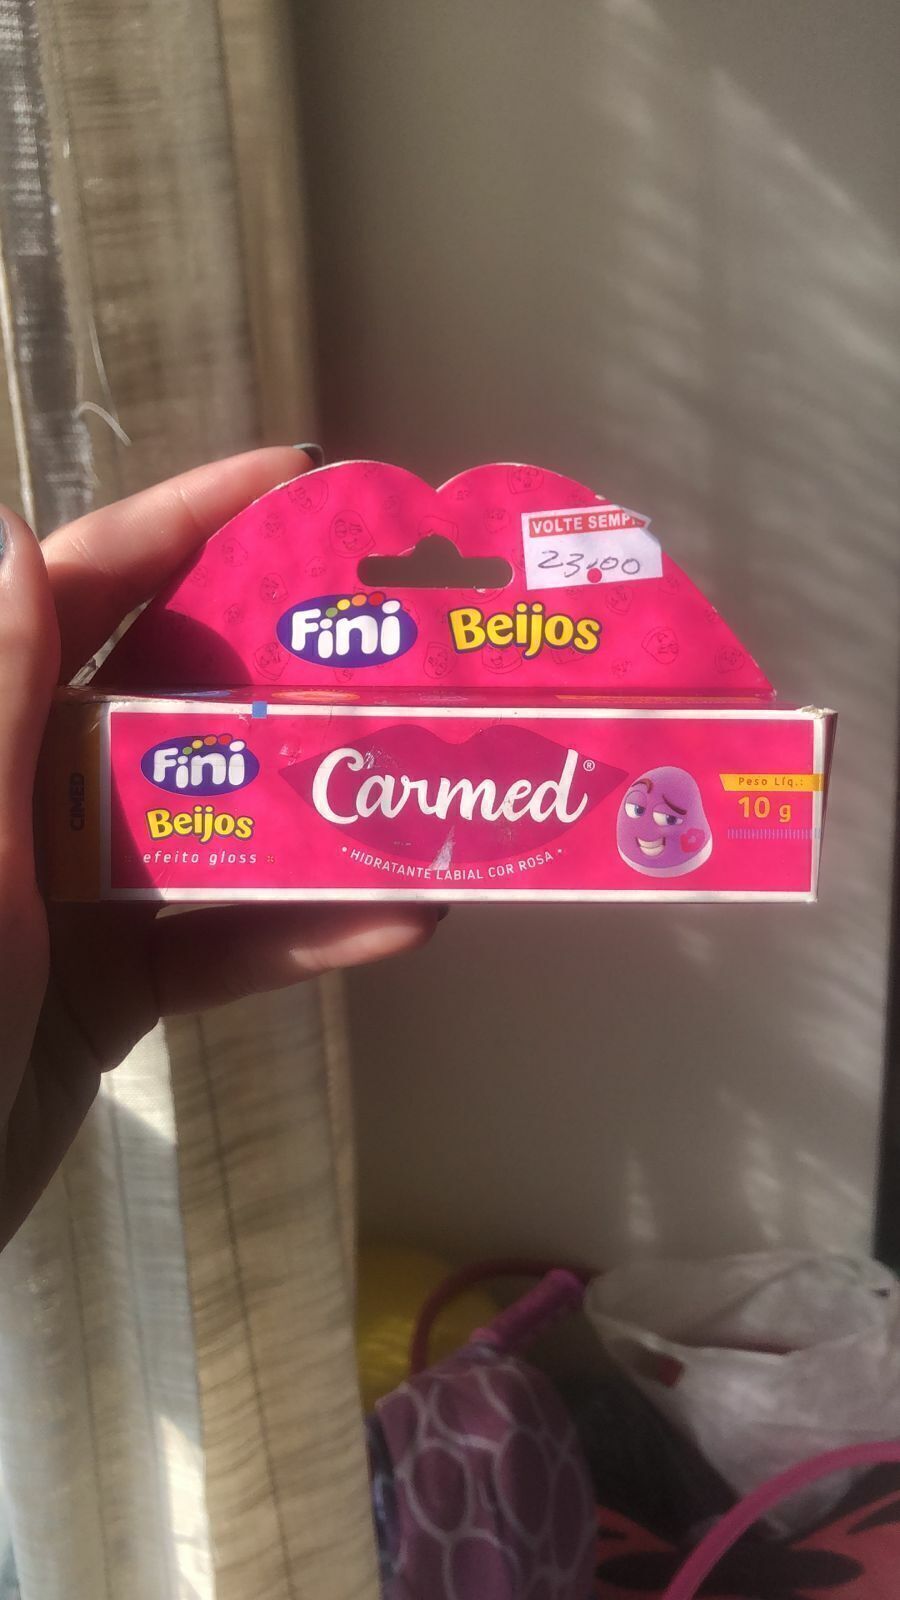 VOLTE SEMP
23.00
Fini Beijos
Fini
Beijos
efeito gloss
Carmed®
• HIDRATANTE LABIAL COR ROSA •
Peso Líq.:
10 g
CIMED